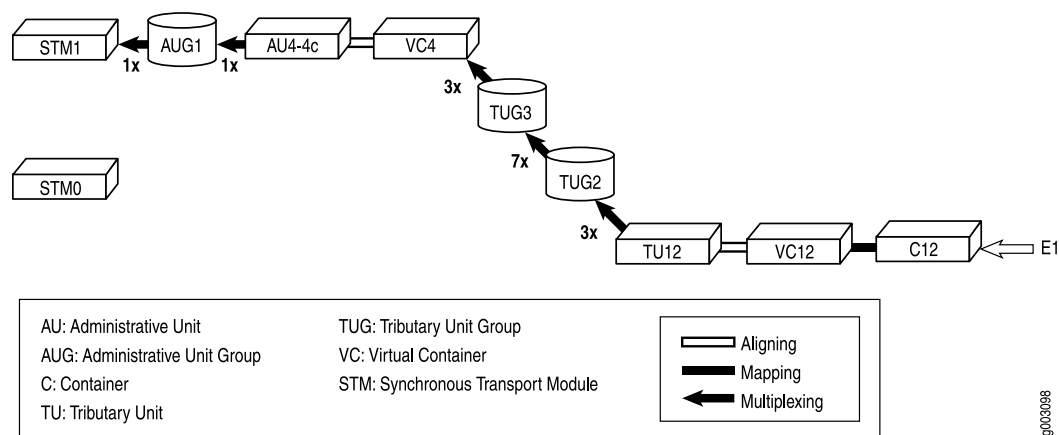 STM1
AUG1
AU4-4c
VC4
1x
1x
3x
TUG3
7x
TUG2
STM0
3x
TU12
VC12
C12
E1
AU: Administrative Unit
AUG: Administrative Unit Group
C: Container
TU: Tributary Unit
TUG: Tributary Unit Group
VC: Virtual Container
STM: Synchronous Transport Module
Aligning
Mapping
Multiplexing
g003098